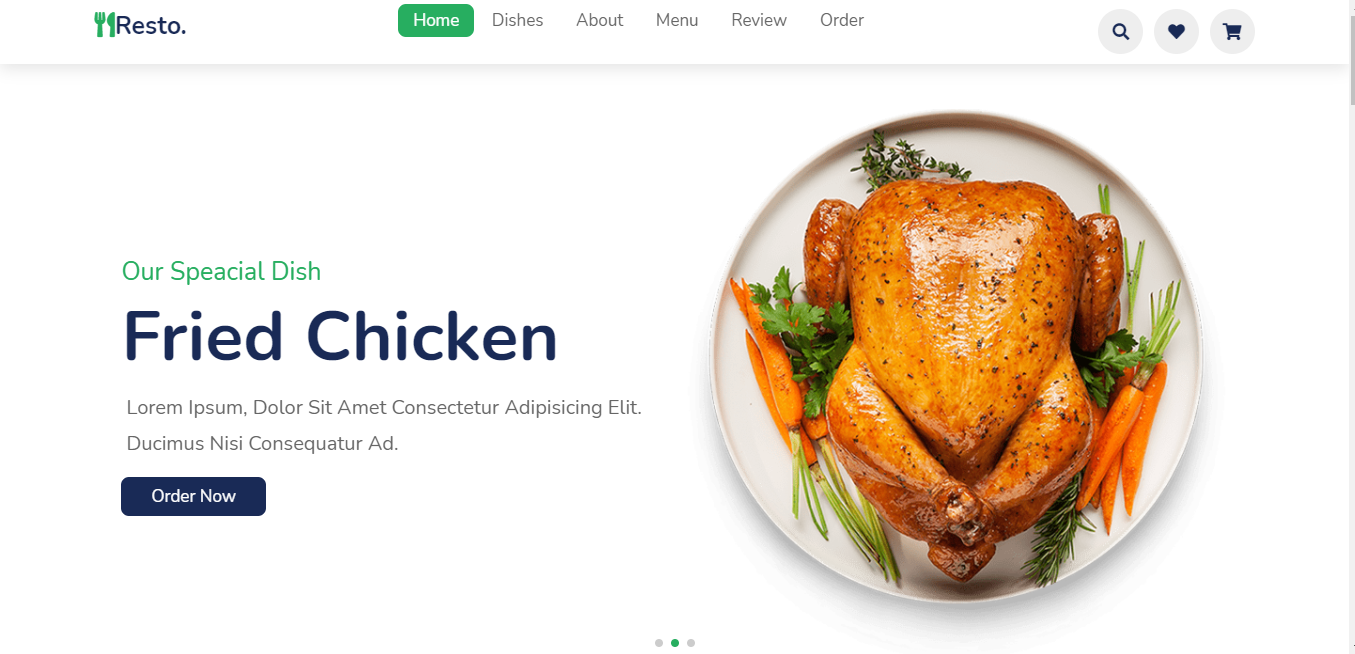 Resto.
Home Dishes About Menu Review Order
Our Speacial Dish
Fried Chicken
Lorem Ipsum, Dolor Sit Amet Consectetur Adipisicing Elit.
Ducimus Nisi Consequatur Ad.
Order Now